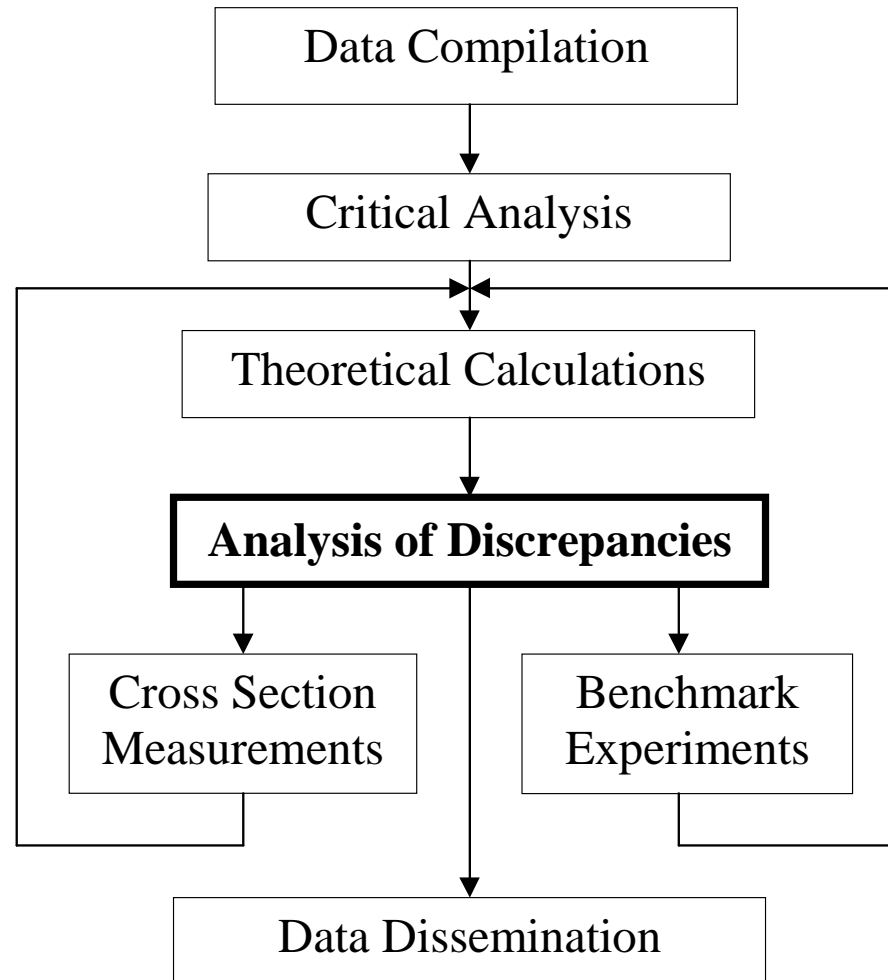 Data Compilation
Critical Analysis
Theoretical Calculations
Analysis of Discrepancies
Cross Section
Measurements
Benchmark
Experiments
Data Dissemination